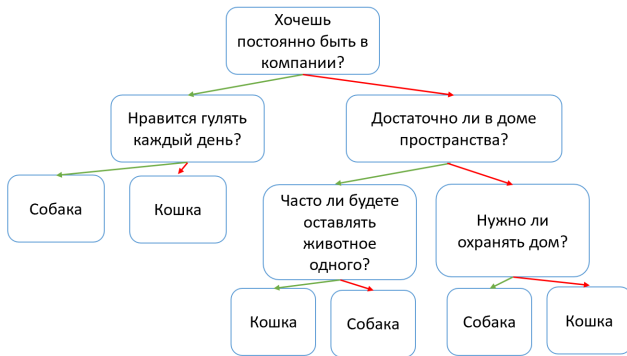 Хочешь
постоянно быть в
компании?
Нравится гулять
каждый день?
Достаточно ли в доме
пространства?
Собака
Кошка
Часто ли будете
оставлять
животное
одного?
Нужно ли
охранять дом?
Кошка
Собака
Собака
Кошка